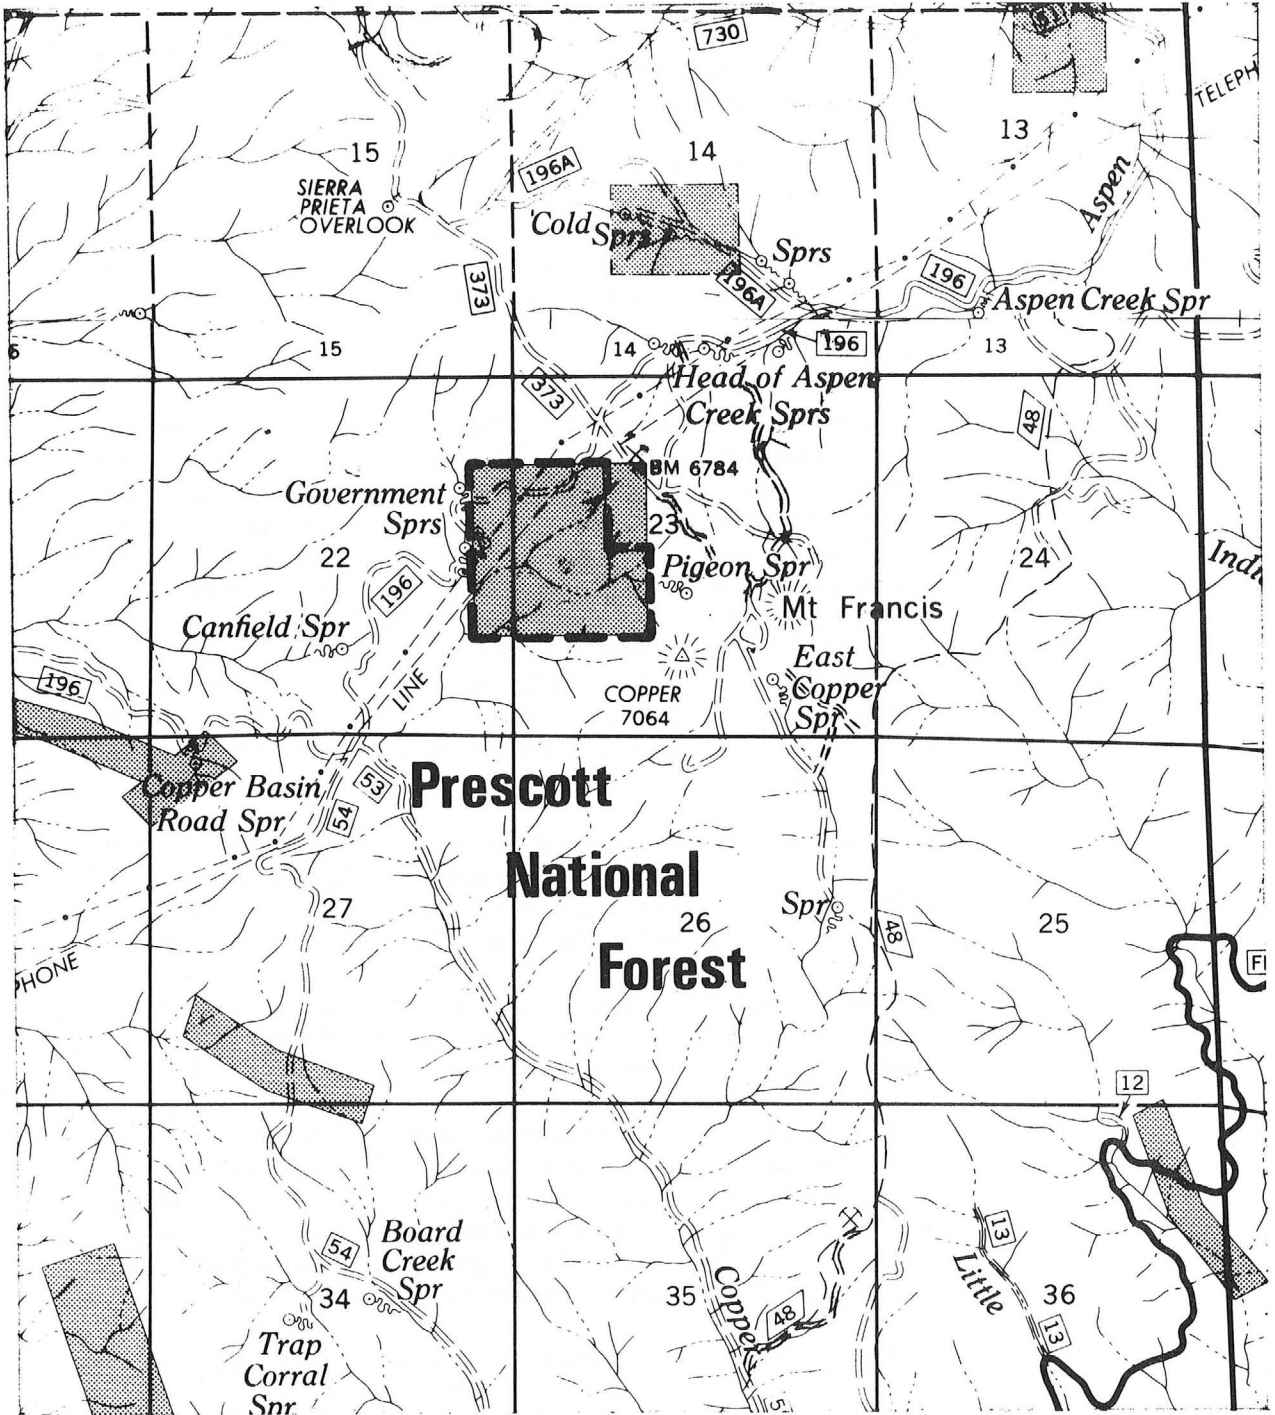 730
13
TELEPH
15
14
196A
SIERRA
PRIETA
OVERLOOK
Aspen
Cold
Sprs
Sprs
373
196A
196
Aspen Creek Spr
6
15
14
196
13
Head of Aspen
Creek Sprs
373
48
BM 6784
Government
Sprs
23
22
24
Indi
Pigeon Spr
196
Mt Francis
Canfield Spr
East
Copper
Spr
196
LINE
COPPER
7064
53
Prescott
Copper Basin
Road Spr
54
National
27
Spr
26
25
48
Forest
PHONE
12
Board
Creek
Spr
13
54
Little
34
35
Copper
48
36
13
Trap
Corral
Spr